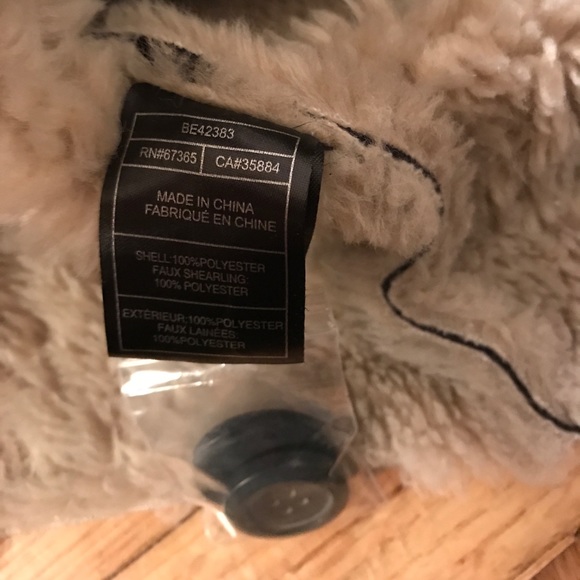 BE42383
RN#67365 CA#35884
MADE IN CHINA
FABRIQUÉ EN CHINE
SHELL:100%POLYESTER
FAUX SHEARLING:
100% POLYESTER
EXTÉRIEUR:100%POLYESTER
FAUX LAINÉES:
100%POLYESTER